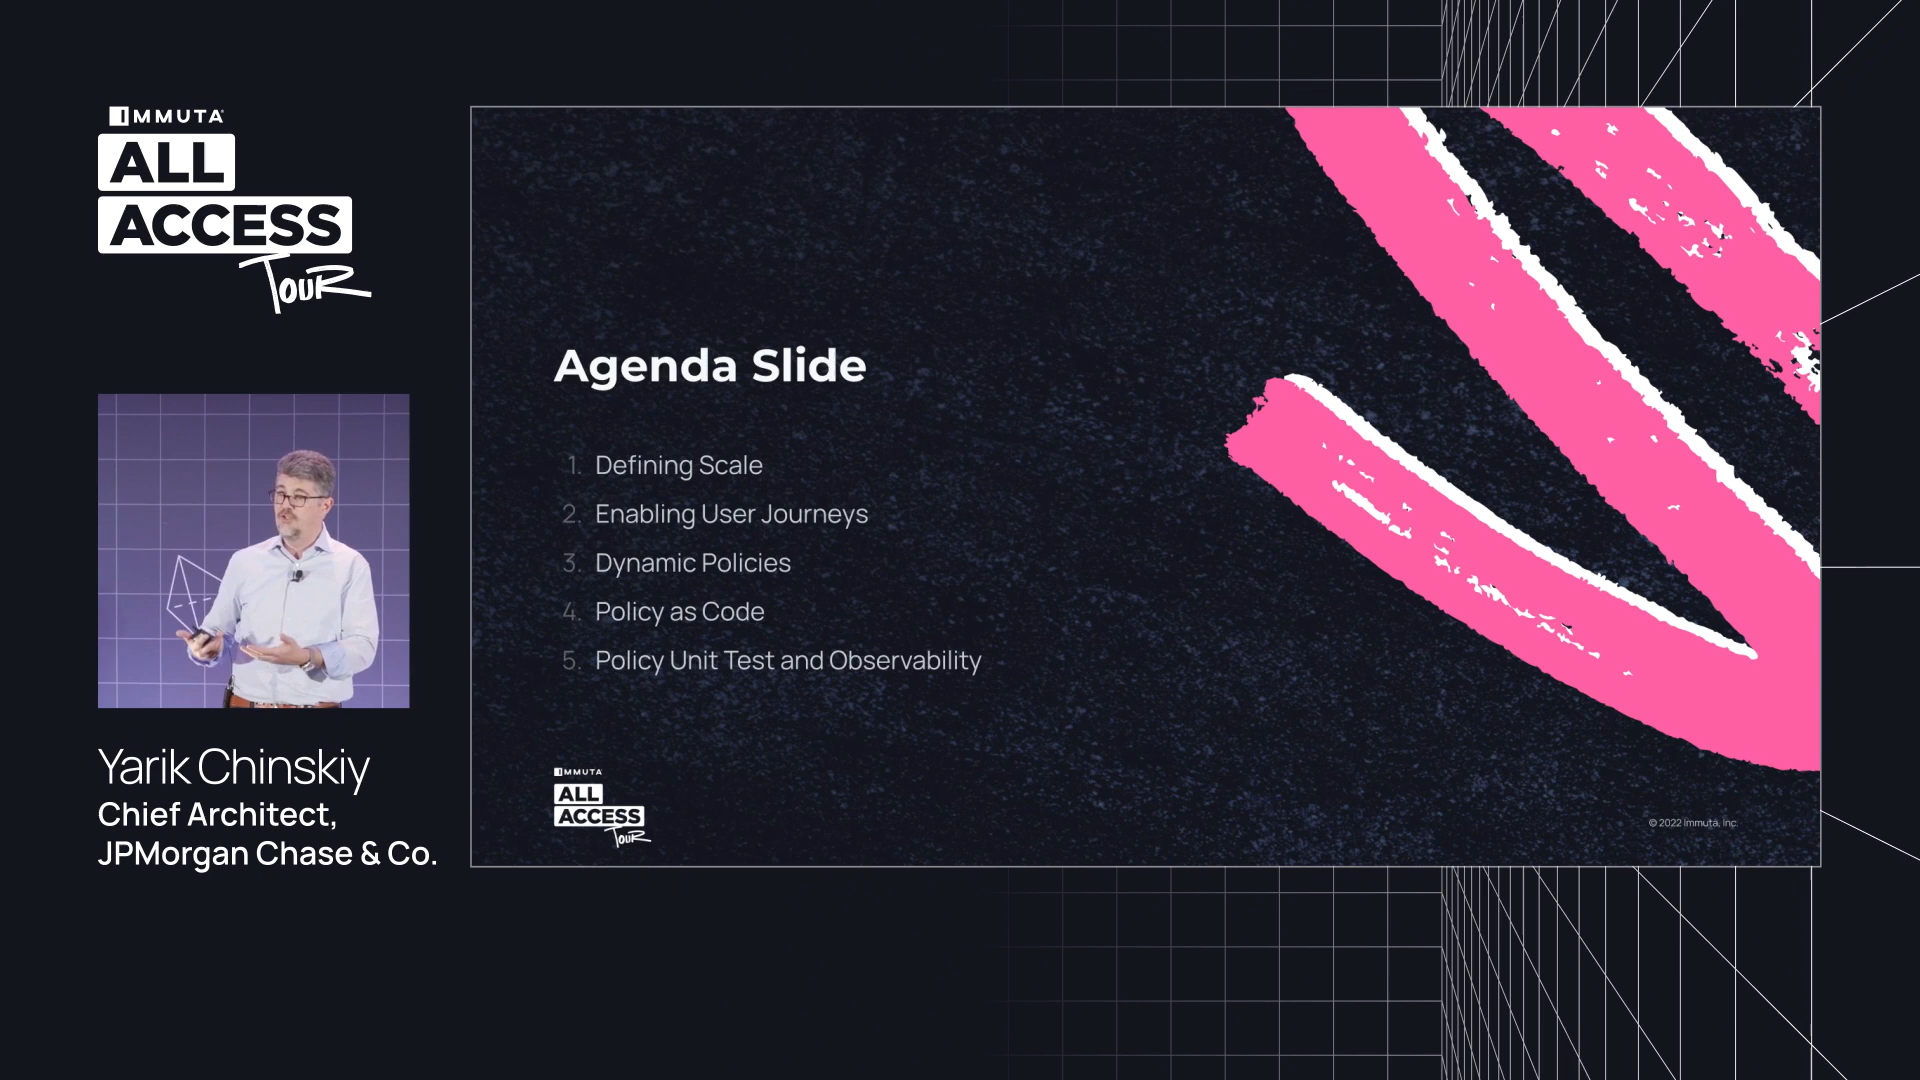 IMMUTA
ALL
ACCESS
TOUR
Yarik Chinskiy
Chief Architect,
JPMorgan Chase & Co.
Agenda Slide
1. Defining Scale
2. Enabling User Journeys
3. Dynamic Policies
4. Policy as Code
5. Policy Unit Test and Observability
IMMUTA
ALL
ACCESS
TOUR
© 2022 Immuta, Inc.